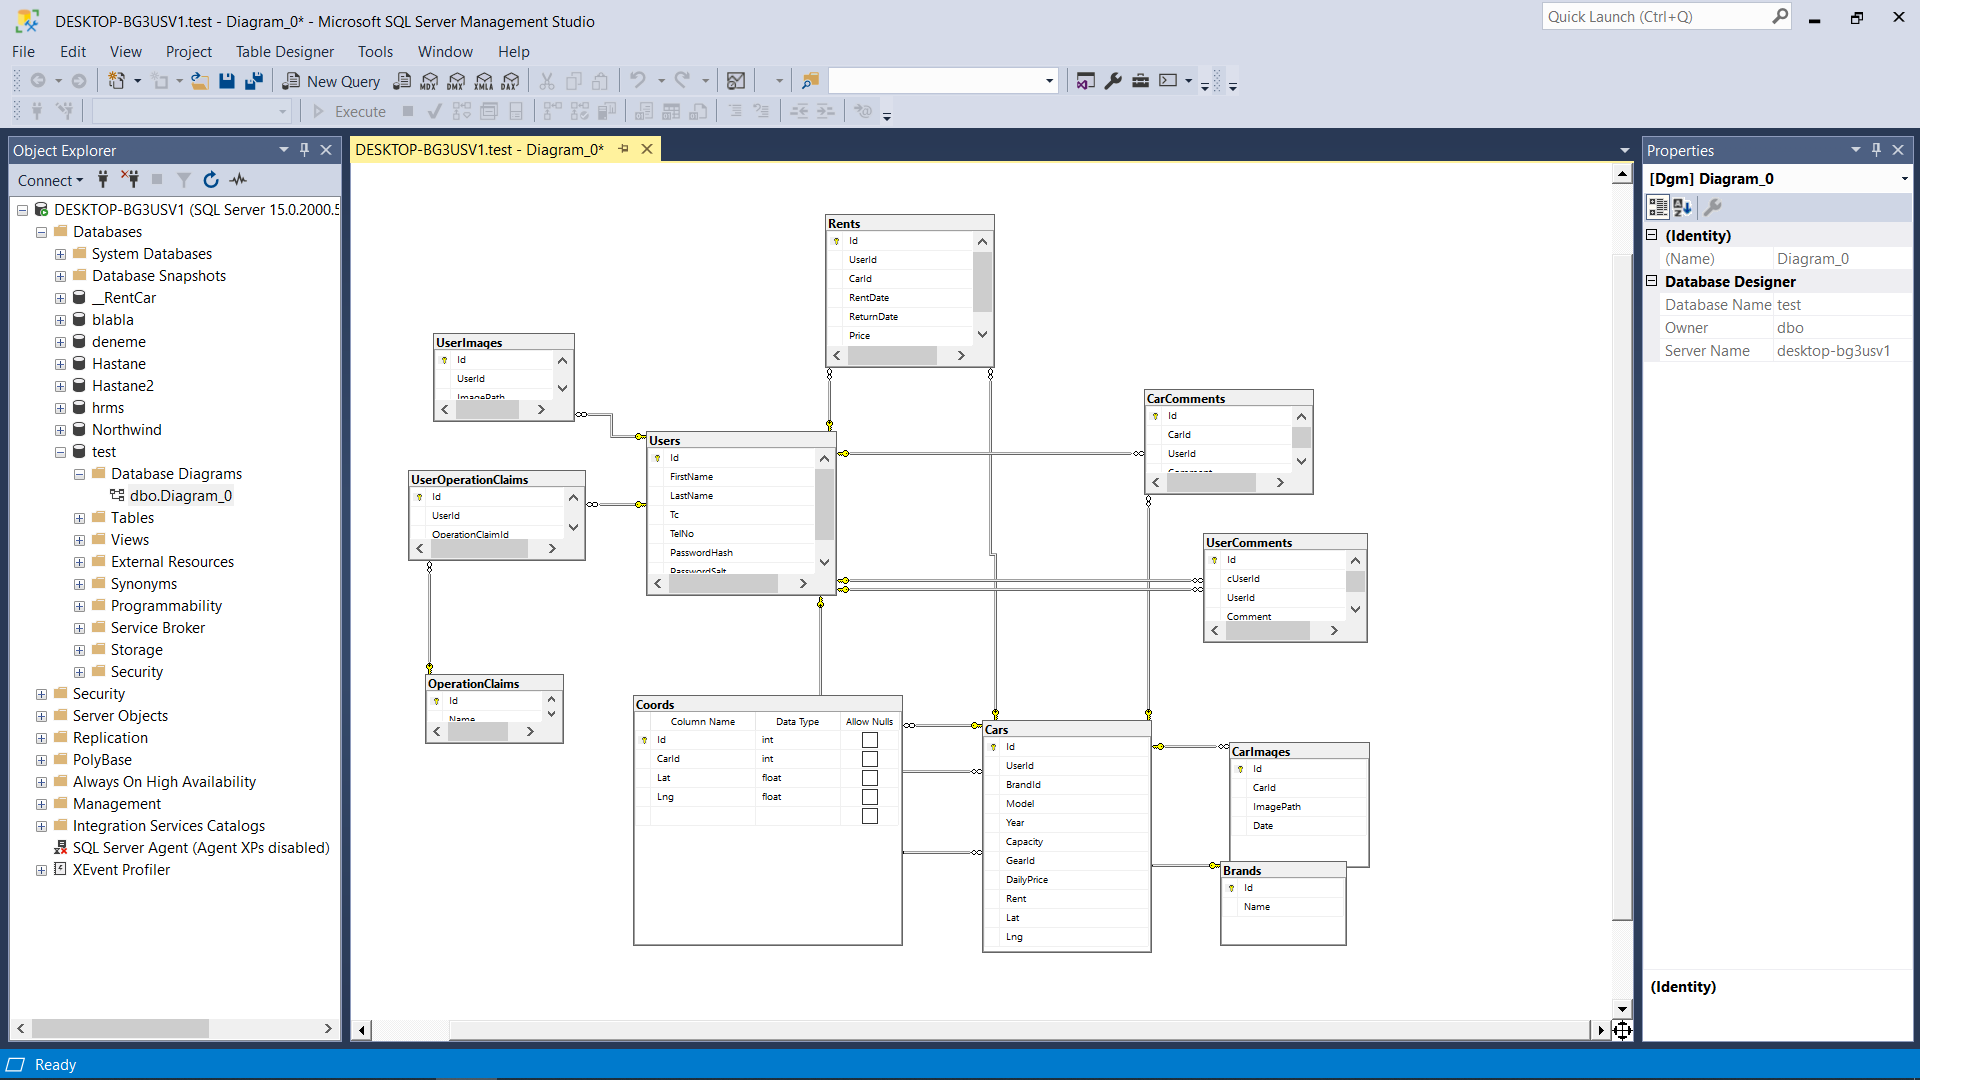 DESKTOP-BG3USV1.test - Diagram_0* - Microsoft SQL Server Management Studio
Quick Launch (Ctrl+Q)
File Edit View Project Table Designer Tools Window Help
New Query MDX DMX XMLA DAX
Execute
Object Explorer
Connect
DESKTOP-BG3USV1 (SQL Server 15.0.2000.5
Databases
System Databases
Database Snapshots
__RentCar
blabla
deneme
Hastane
Hastane2
hrms
Northwind
test
Database Diagrams
dbo.Diagram_0
Tables
Views
External Resources
Synonyms
Programmability
Service Broker
Storage
Security
Security
Server Objects
Replication
PolyBase
Always On High Availability
Management
Integration Services Catalogs
SQL Server Agent (Agent XPs disabled)
XEvent Profiler
DESKTOP-BG3USV1.test - Diagram_0*
Rents
Id
UserId
CarId
RentDate
ReturnDate
Price
UserImages
Id
UserId
ImagePath
CarComments
Id
CarId
UserId
Comment
Users
Id
FirstName
LastName
Tc
TelNo
PasswordHash
PasswordSalt
UserOperationClaims
Id
UserId
OperationClaimId
UserComments
Id
cUserId
UserId
Comment
OperationClaims
Id
Name
Coords
Column Name Data Type Allow Nulls
Id int
CarId int
Lat float
Lng float
Cars
Id
UserId
BrandId
Model
Year
Capacity
GearId
DailyPrice
Rent
Lat
Lng
CarImages
Id
CarId
ImagePath
Date
Brands
Id
Name
Properties
[Dgm] Diagram_0
(Identity)
(Name) Diagram_0
Database Designer
Database Name test
Owner dbo
Server Name desktop-bg3usv1
(Identity)
Ready